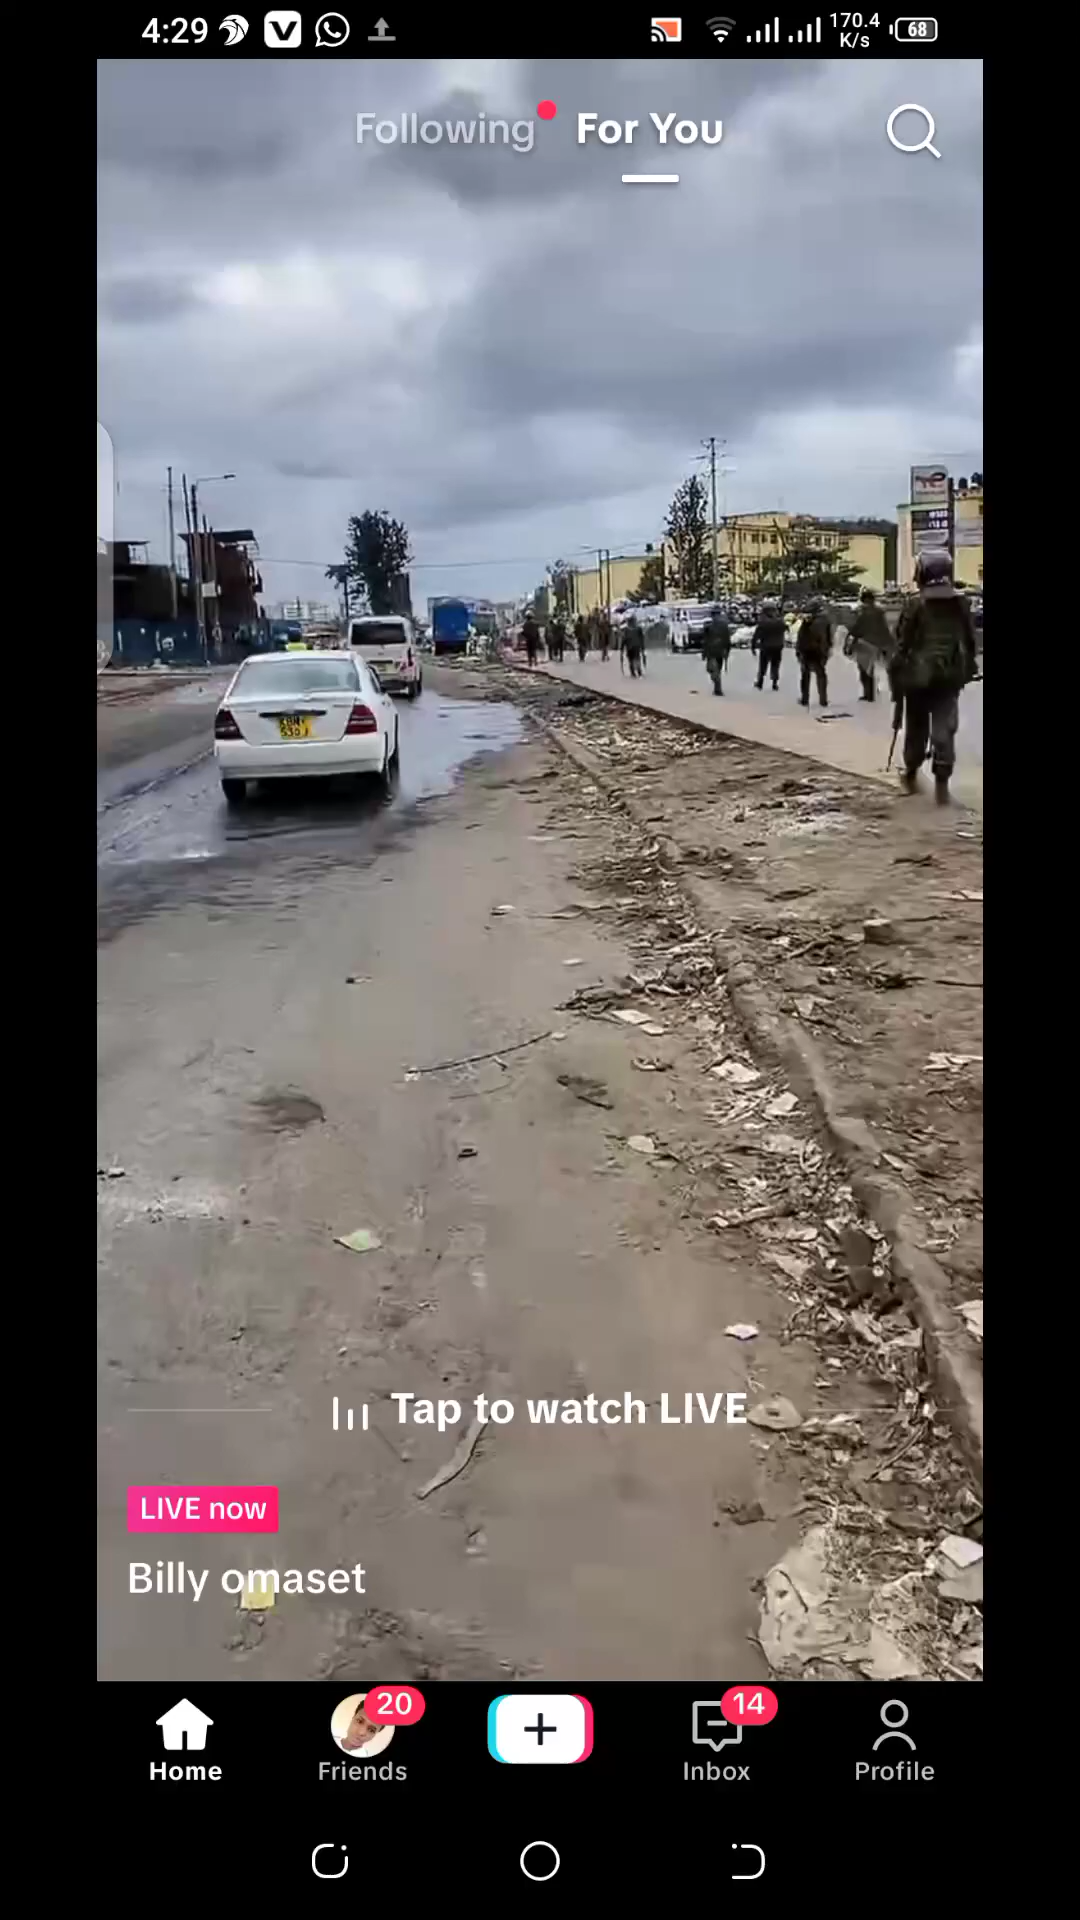 4:29
170.4
K/s
68
Following
For You
Tap to watch LIVE
LIVE now
Billy omaset
20
14
Home
Friends
Inbox
Profile